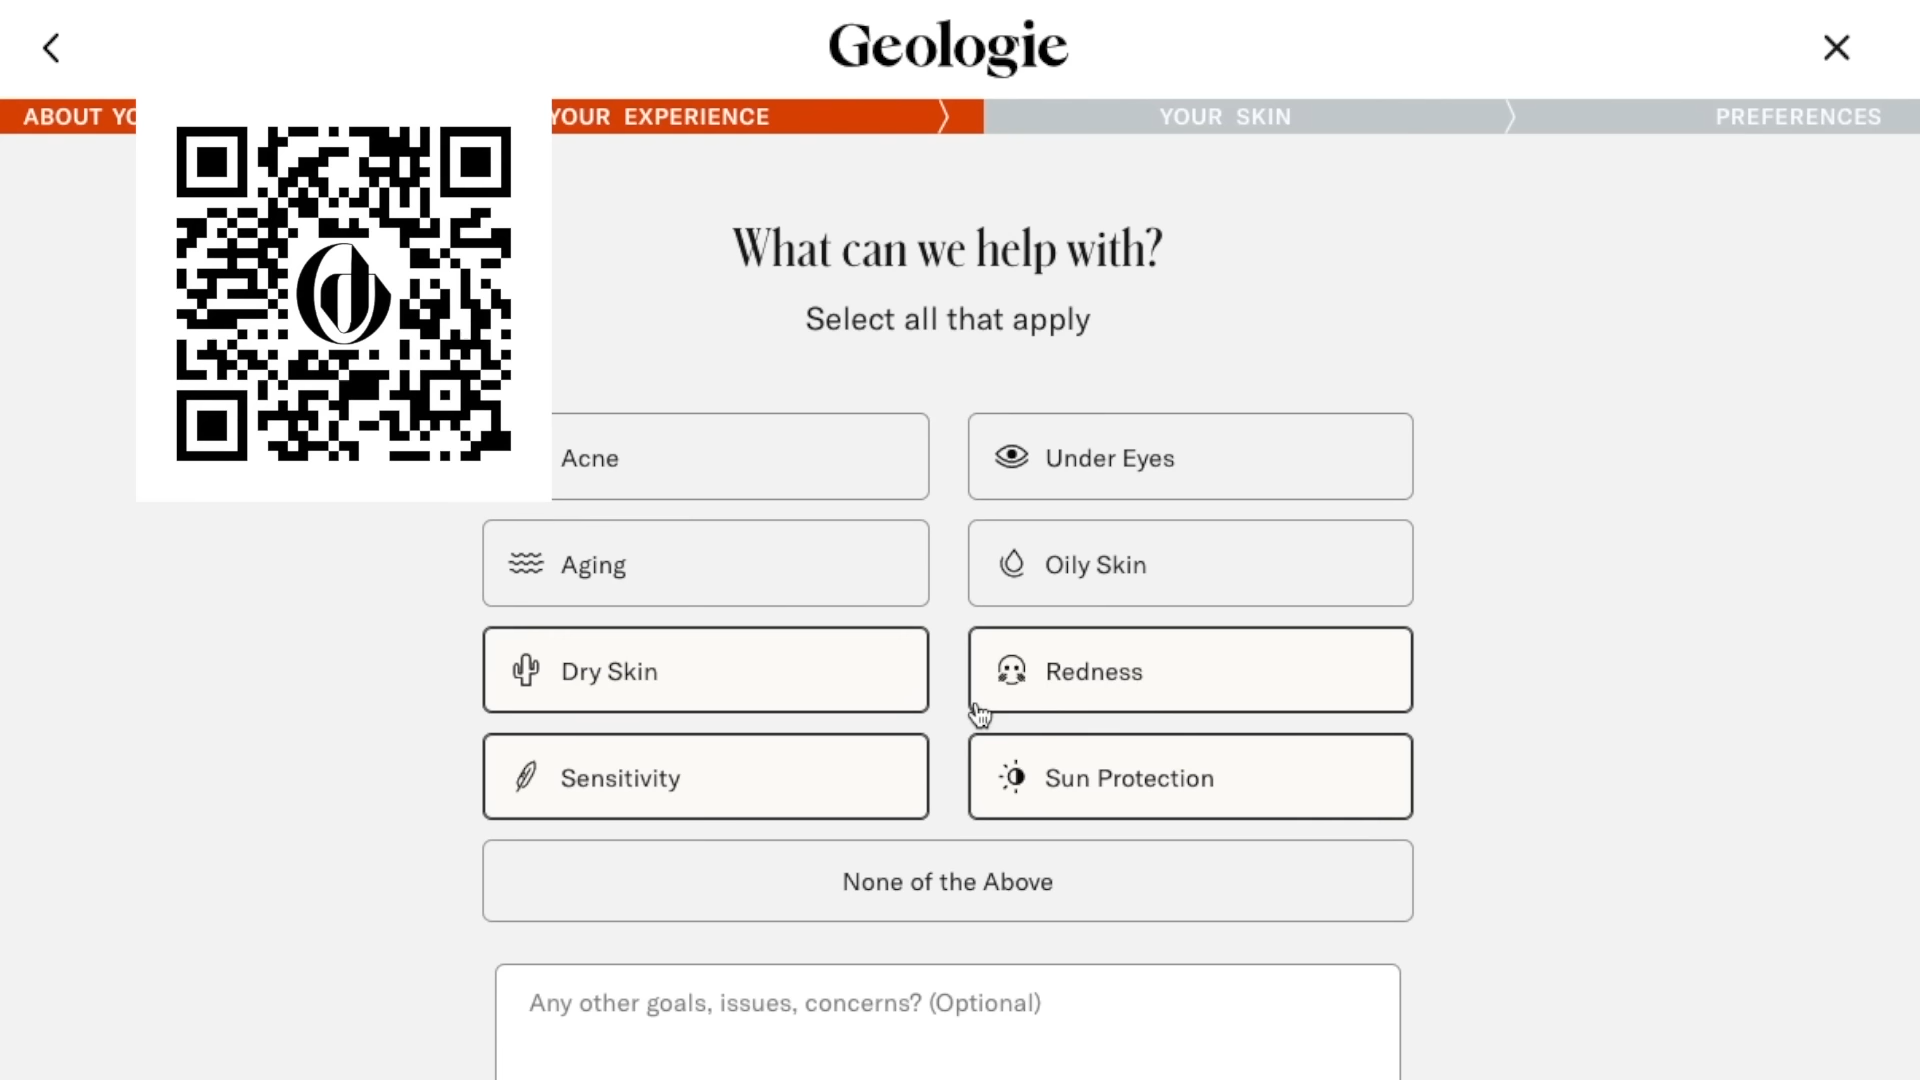 Geologie
ABOUT YO
YOUR EXPERIENCE
YOUR SKIN
PREFERENCES
What can we help with?
Select all that apply
Acne
Under Eyes
Aging
Oily Skin
Dry Skin
Redness
Sensitivity
Sun Protection
None of the Above
Any other goals, issues, concerns? (Optional)